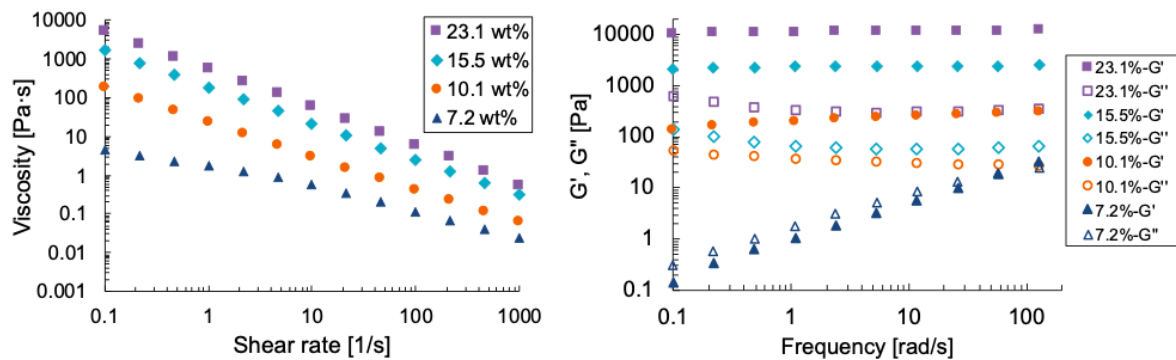 10000
1000
100
10
1
0.1
0.01
0.001
Viscosity [Pa·s]
0.1
1
10
100
1000
Shear rate [1/s]
23.1 wt%
15.5 wt%
10.1 wt%
7.2 wt%
10000
1000
100
10
1
0.1
G', G" [Pa]
0.1
1
10
100
Frequency [rad/s]
23.1%-G'
23.1%-G''
15.5%-G'
15.5%-G''
10.1%-G'
10.1%-G''
7.2%-G'
7.2%-G"